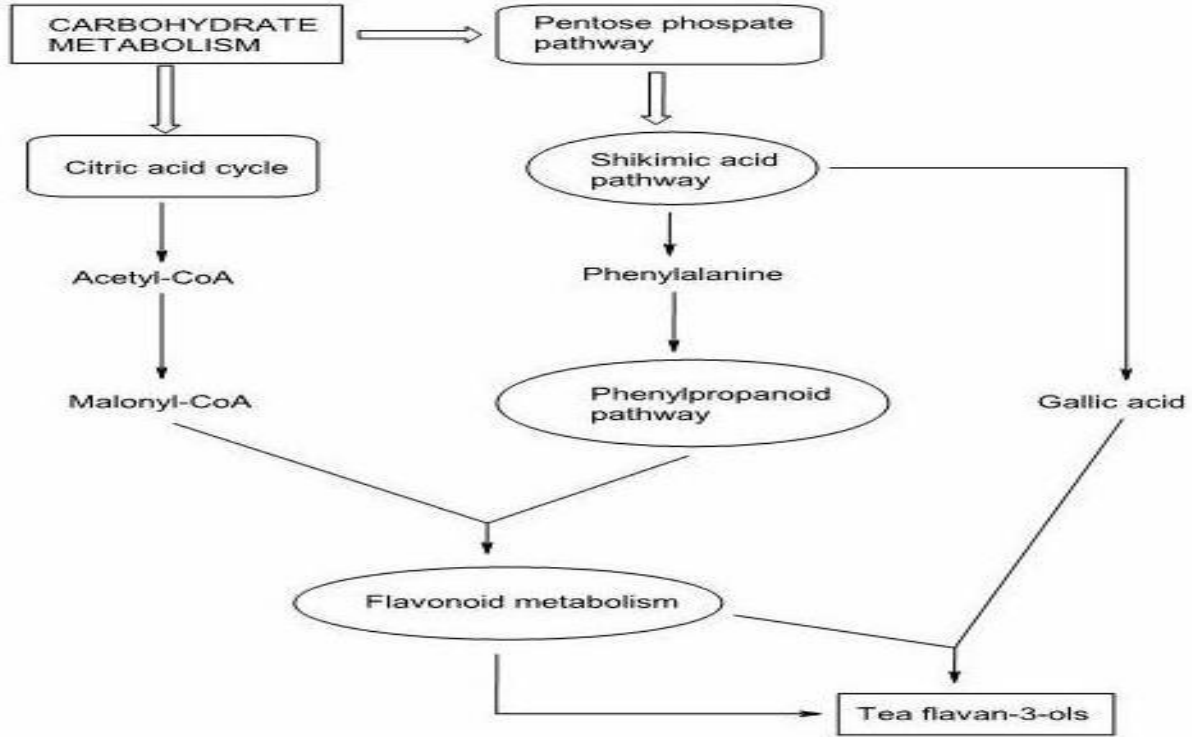 CARBOHYDRATE
METABOLISM
Pentose phospate
pathway
Citric acid cycle
Shikimic acid
pathway
Acetyl-CoA
Phenylalanine
Malonyl-CoA
Phenylpropanoid
pathway
Gallic acid
Flavonoid metabolism
Tea flavan-3-ols